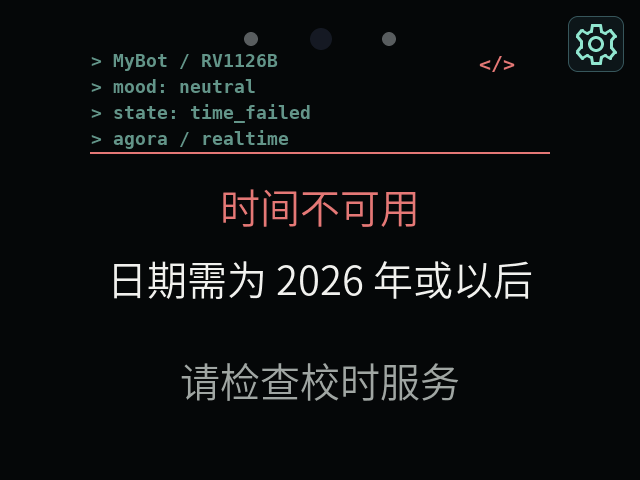 > MyBot / RV1126B
</>
> mood: neutral
> state: time_failed
> agora / realtime
时间不可用
日期需为 2026 年或以后
请检查校时服务